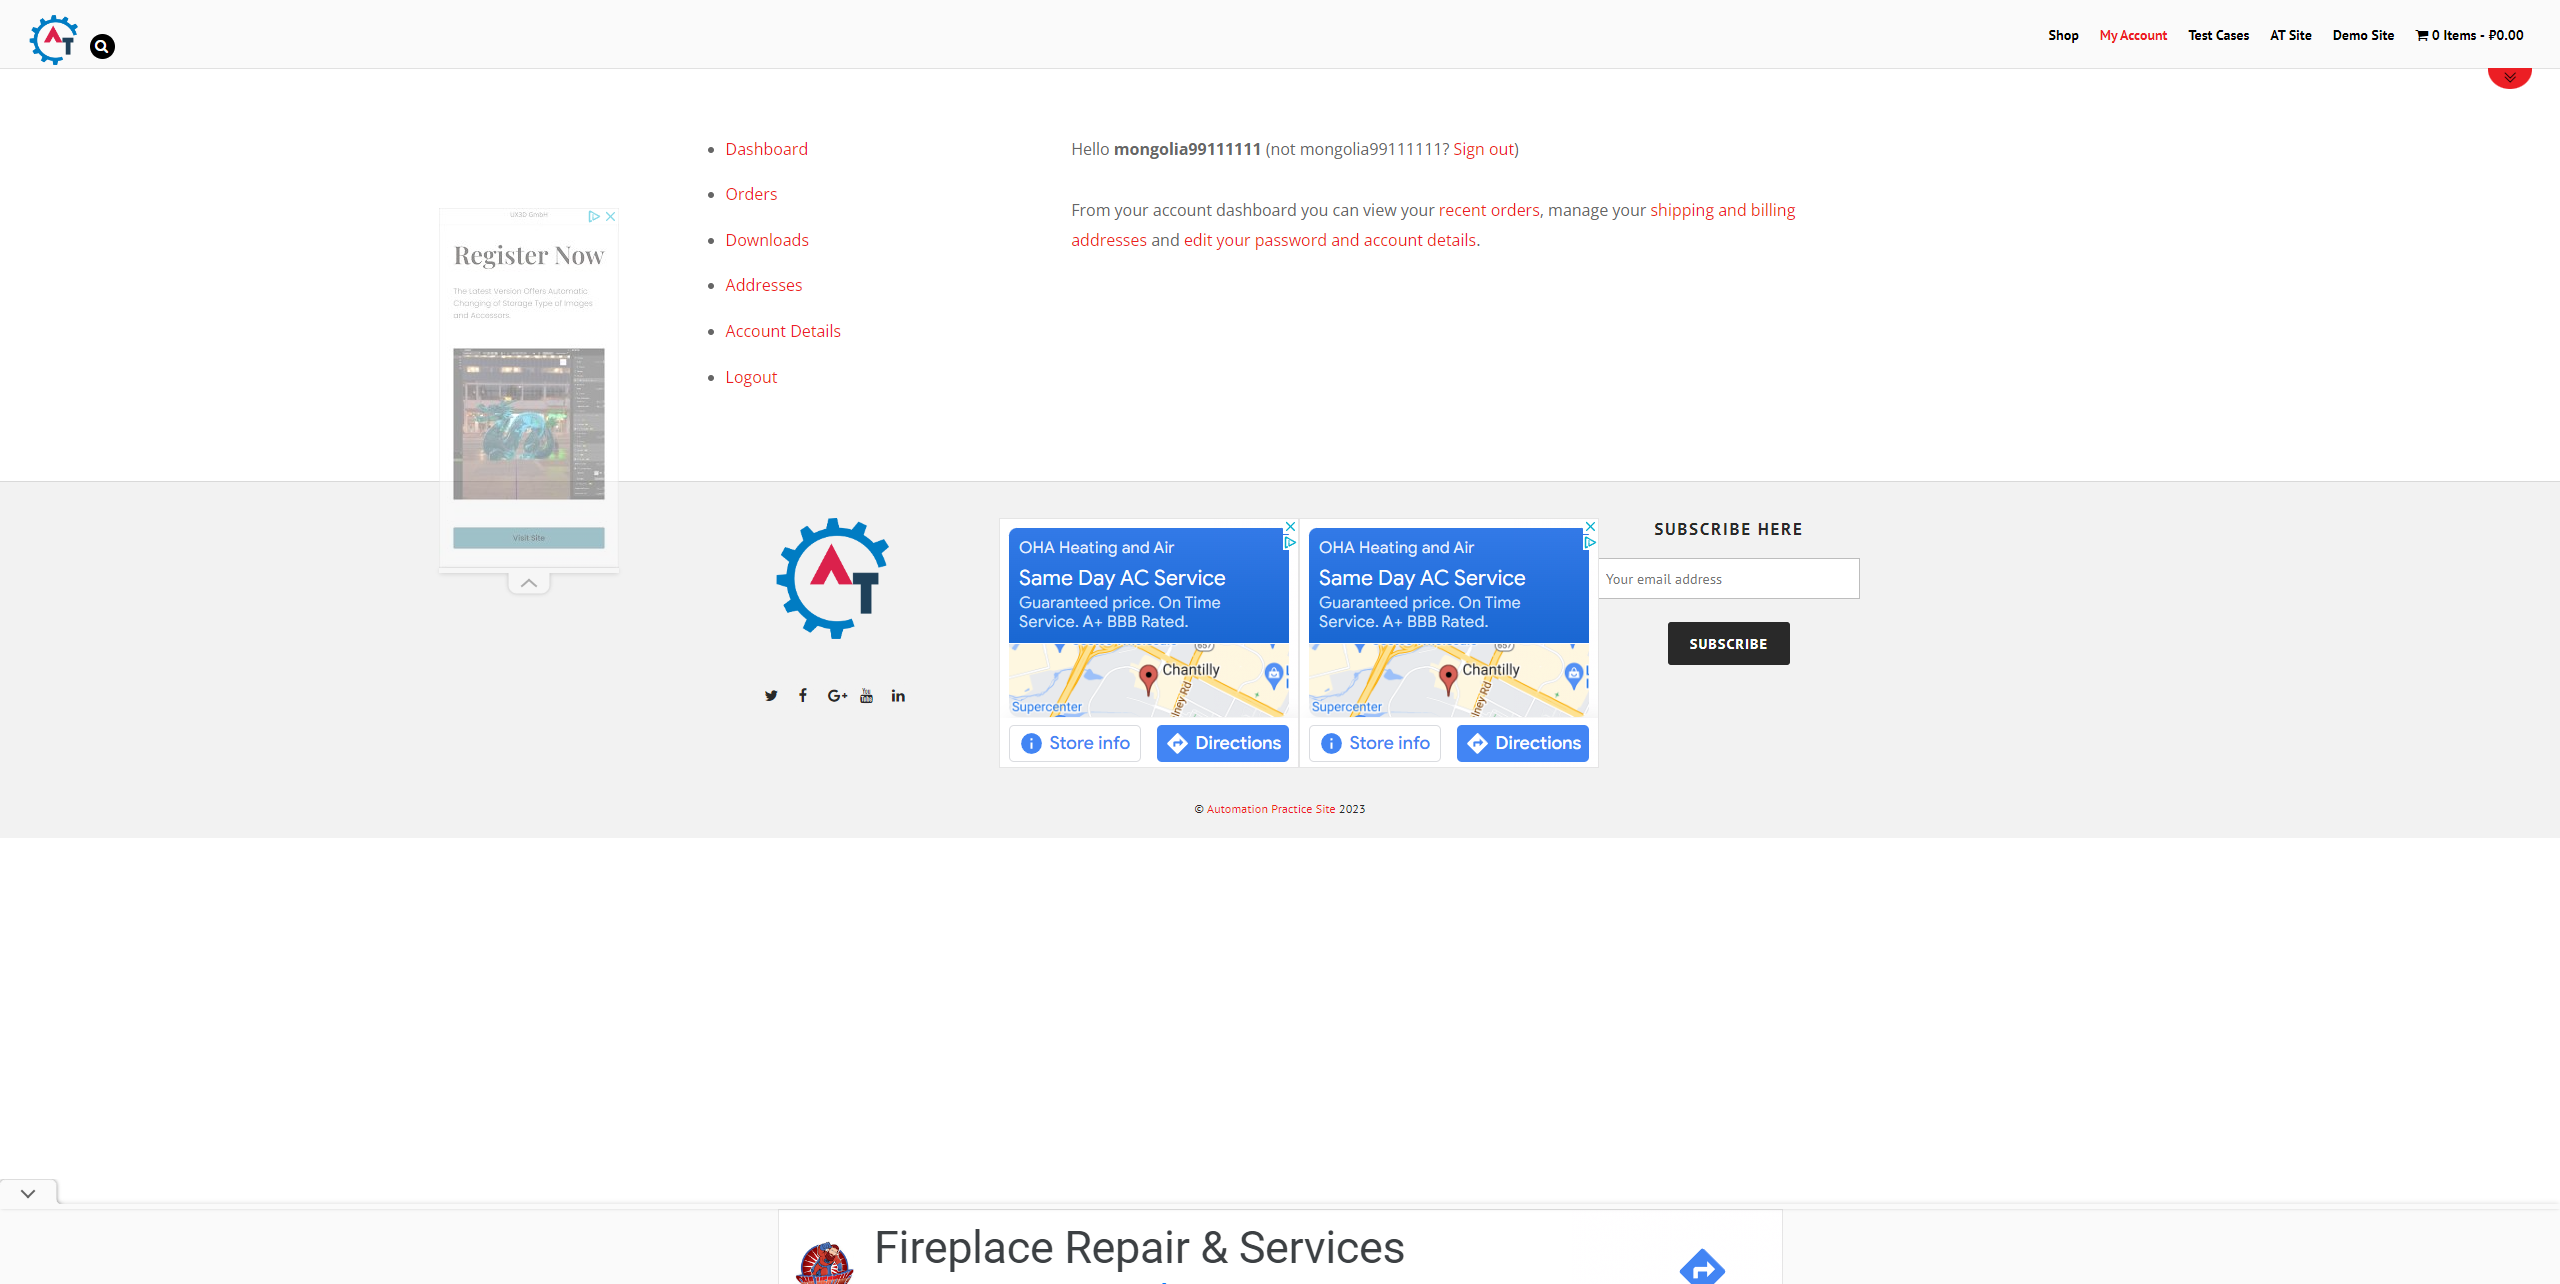 AT
Shop
My Account
Test Cases
AT Site
Demo Site
0 Items - ₽0.00
Dashboard
Orders
Downloads
Addresses
Account Details
Logout
Hello mongolia99111111 (not mongolia99111111? Sign out)
From your account dashboard you can view your recent orders, manage your shipping and billing
addresses and edit your password and account details.
UX3D GmbH
Register Now
The Latest Version Offers Automatic
Changing of Storage Type of Images
and Accessors
Visit Site
AT
OHA Heating and Air
Same Day AC Service
Guaranteed price. On Time
Service. A+ BBB Rated.
657
Chantilly
Supercenter
Store info
Directions
OHA Heating and Air
Same Day AC Service
Guaranteed price. On Time
Service. A+ BBB Rated.
657
Chantilly
Supercenter
Store info
Directions
SUBSCRIBE HERE
Your email address
SUBSCRIBE
© Automation Practice Site 2023
Fireplace Repair & Services